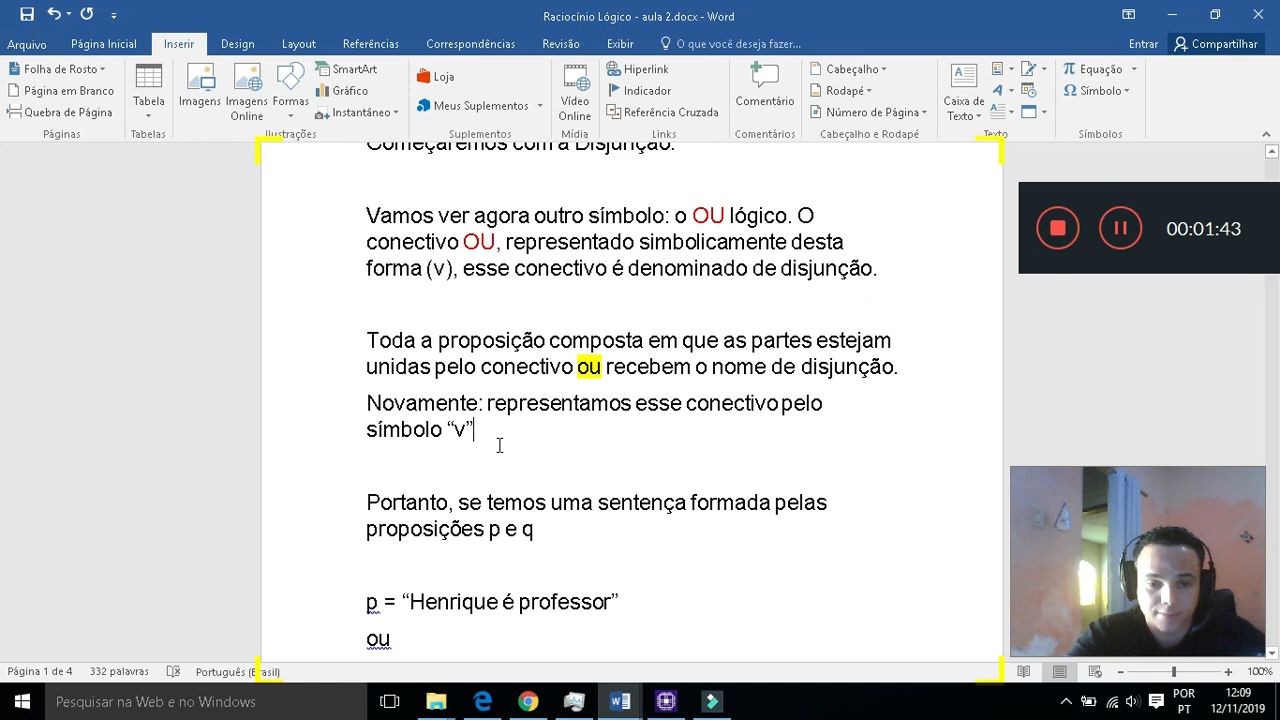 Raciocínio Lógico - aula 2.docx - Word
Arquivo Página Inicial Inserir Design Layout Referências Correspondências Revisão Exibir O que você deseja fazer... Entrar Compartilhar
Folha de Rosto
Página em Branco
Quebra de Página
Páginas
Tabela
Tabelas
Imagens
Imagens Online
Formas
SmartArt
Gráfico
Instantâneo
Ilustrações
Loja
Meus Suplementos
Suplementos
Vídeo Online
Mídia
Hiperlink
Indicador
Referência Cruzada
Links
Comentário
Comentários
Cabeçalho
Rodapé
Número de Página
Cabeçalho e Rodapé
Caixa de Texto
Texto
Equação
Símbolo
Símbolos
Começaremos com a Disjunção.
Vamos ver agora outro símbolo: o OU lógico. O
conectivo OU, representado simbolicamente desta
forma (v), esse conectivo é denominado de disjunção.
Toda a proposição composta em que as partes estejam
unidas pelo conectivo ou recebem o nome de disjunção.
Novamente: representamos esse conectivo pelo
símbolo “v”
Portanto, se temos uma sentença formada pelas
proposições p e q
p = “Henrique é professor”
ou
00:01:43
Página 1 de 4 332 palavras Português (Brasil) 100%
Pesquisar na Web e no Windows
POR
PT
12:09
12/11/2019